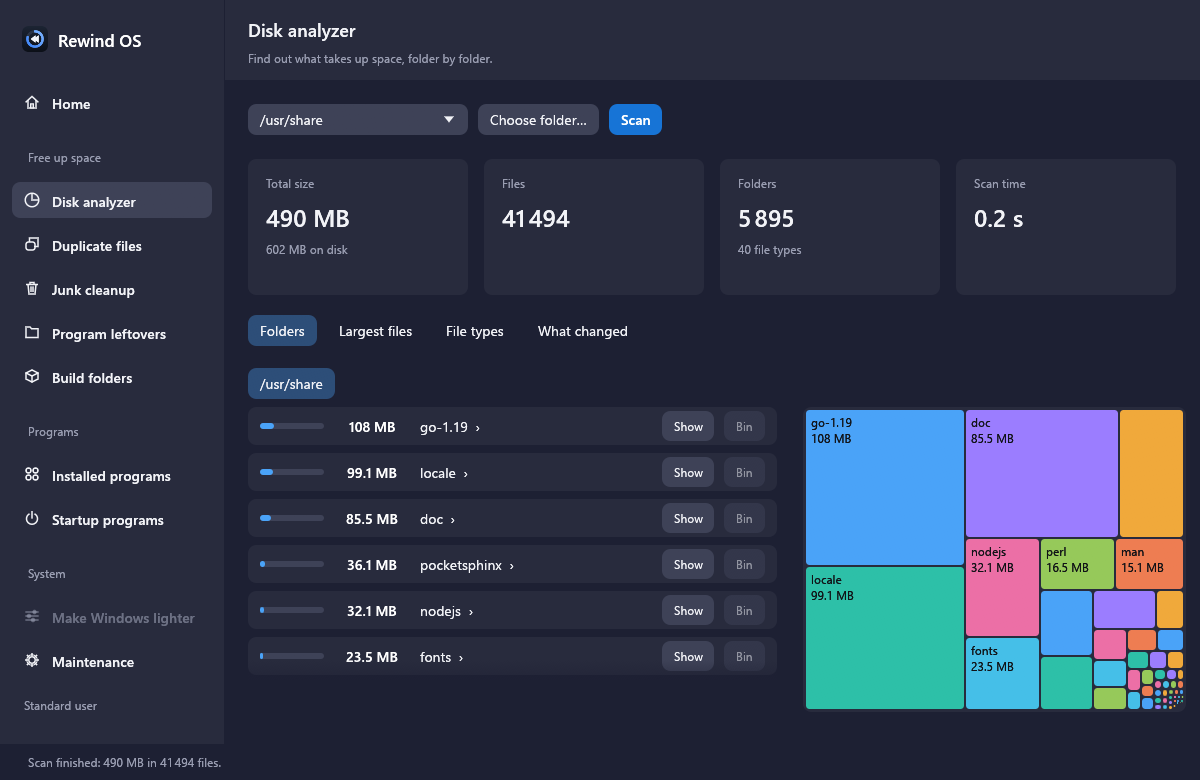 Rewind OS
Home
Free up space
Disk analyzer
Duplicate files
Junk cleanup
Program leftovers
Build folders
Programs
Installed programs
Startup programs
System
Make Windows lighter
Maintenance
Standard user
Disk analyzer
Find out what takes up space, folder by folder.
/usr/share
Choose folder...
Scan
Total size
490 MB
602 MB on disk
Files
41 494
Folders
5 895
40 file types
Scan time
0.2 s
Folders
Largest files
File types
What changed
/usr/share
108 MB go-1.19 › Show Bin
99.1 MB locale › Show Bin
85.5 MB doc › Show Bin
36.1 MB pocketsphinx › Show Bin
32.1 MB nodejs › Show Bin
23.5 MB fonts › Show Bin
go-1.19
108 MB
doc
85.5 MB
locale
99.1 MB
nodejs
32.1 MB
perl
16.5 MB
man
15.1 MB
fonts
23.5 MB
Scan finished: 490 MB in 41 494 files.